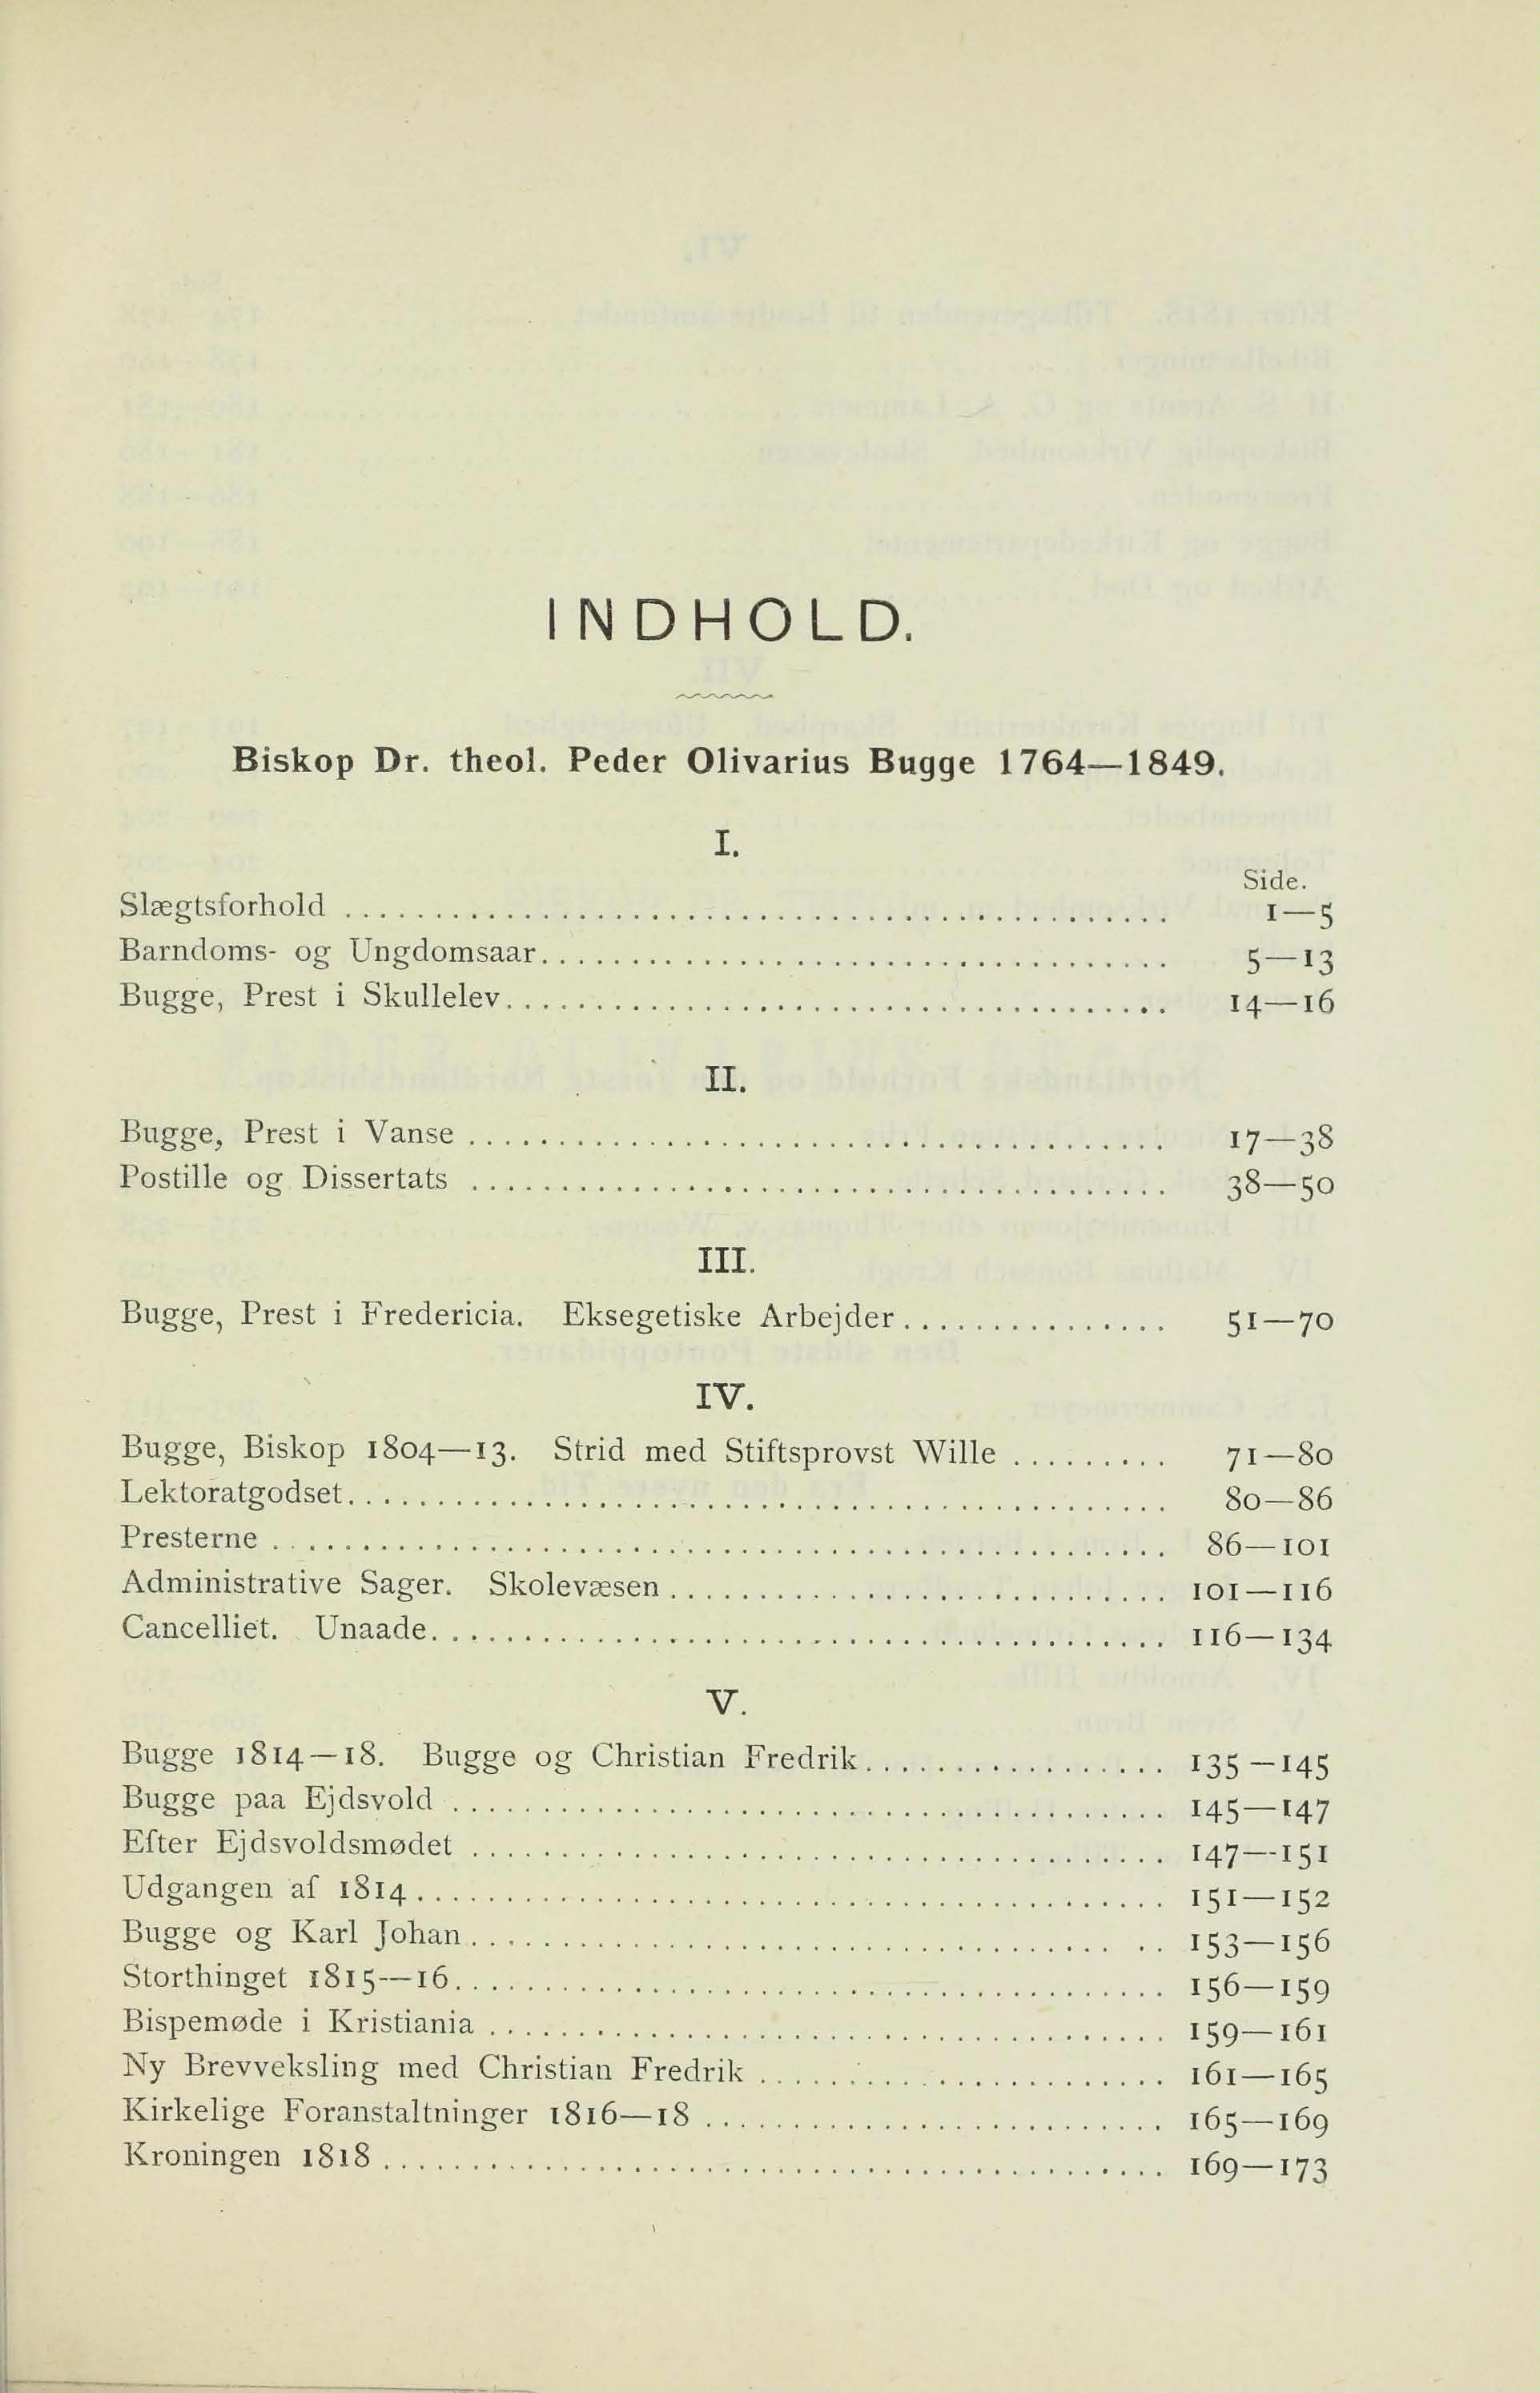 INDHOLD.
Biskop Dr. theol. Peder Olivarius Bugge 1764—1849.
I.
Side.
Slægtsforhold ........ 1—5
Barndoms- og Ungdomsaar........ 5—13
Bugge, Prest i Skullelev........ 14—16
II.
Bugge, Prest i Vanse ........ 17—38
Postille og Dissertats ........ 38—50
III.
Bugge, Prest i Fredericia. Eksegetiske Arbejder........ 51—70
IV.
Bugge, Biskop 1804—13. Strid med Stiftsprovst Wille ........ 71—80
Lektoratgodset........ 80—86
Presterne ........ 86—101
Administrative Sager. Skolevæsen ........ 101—116
Cancelliet. Unaade........ 116—134
V.
Bugge 1814—18. Bugge og Christian Fredrik........ 135—145
Bugge paa Ejdsvold ........ 145—147
Efter Ejdsvoldsmødet ........ 147—151
Udgangen af 1814........ 151—152
Bugge og Karl Johan........ 153—156
Storthinget 1815—16........ 156—159
Bispemøde i Kristiania ........ 159—161
Ny Brevveksling med Christian Fredrik ........ 161—165
Kirkelige Foranstaltninger 1816—18 ........ 165—169
Kroningen 1818 ........ 169—173